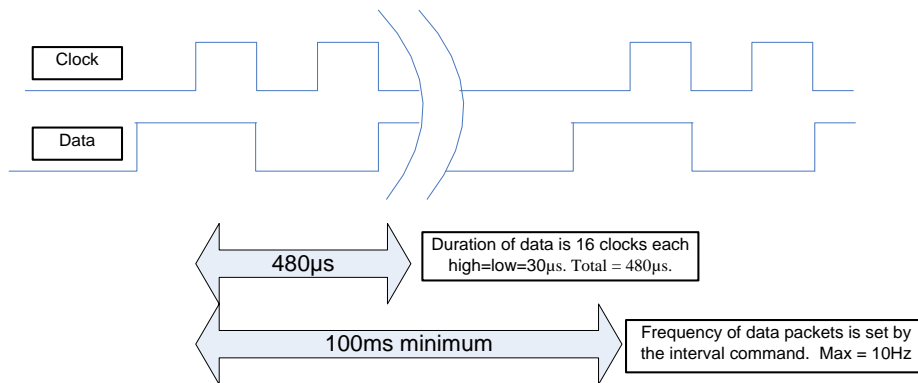 Clock
Data
480µs
Duration of data is 16 clocks each
high=low=30µs. Total = 480µs.
100ms minimum
Frequency of data packets is set by
the interval command. Max = 10Hz